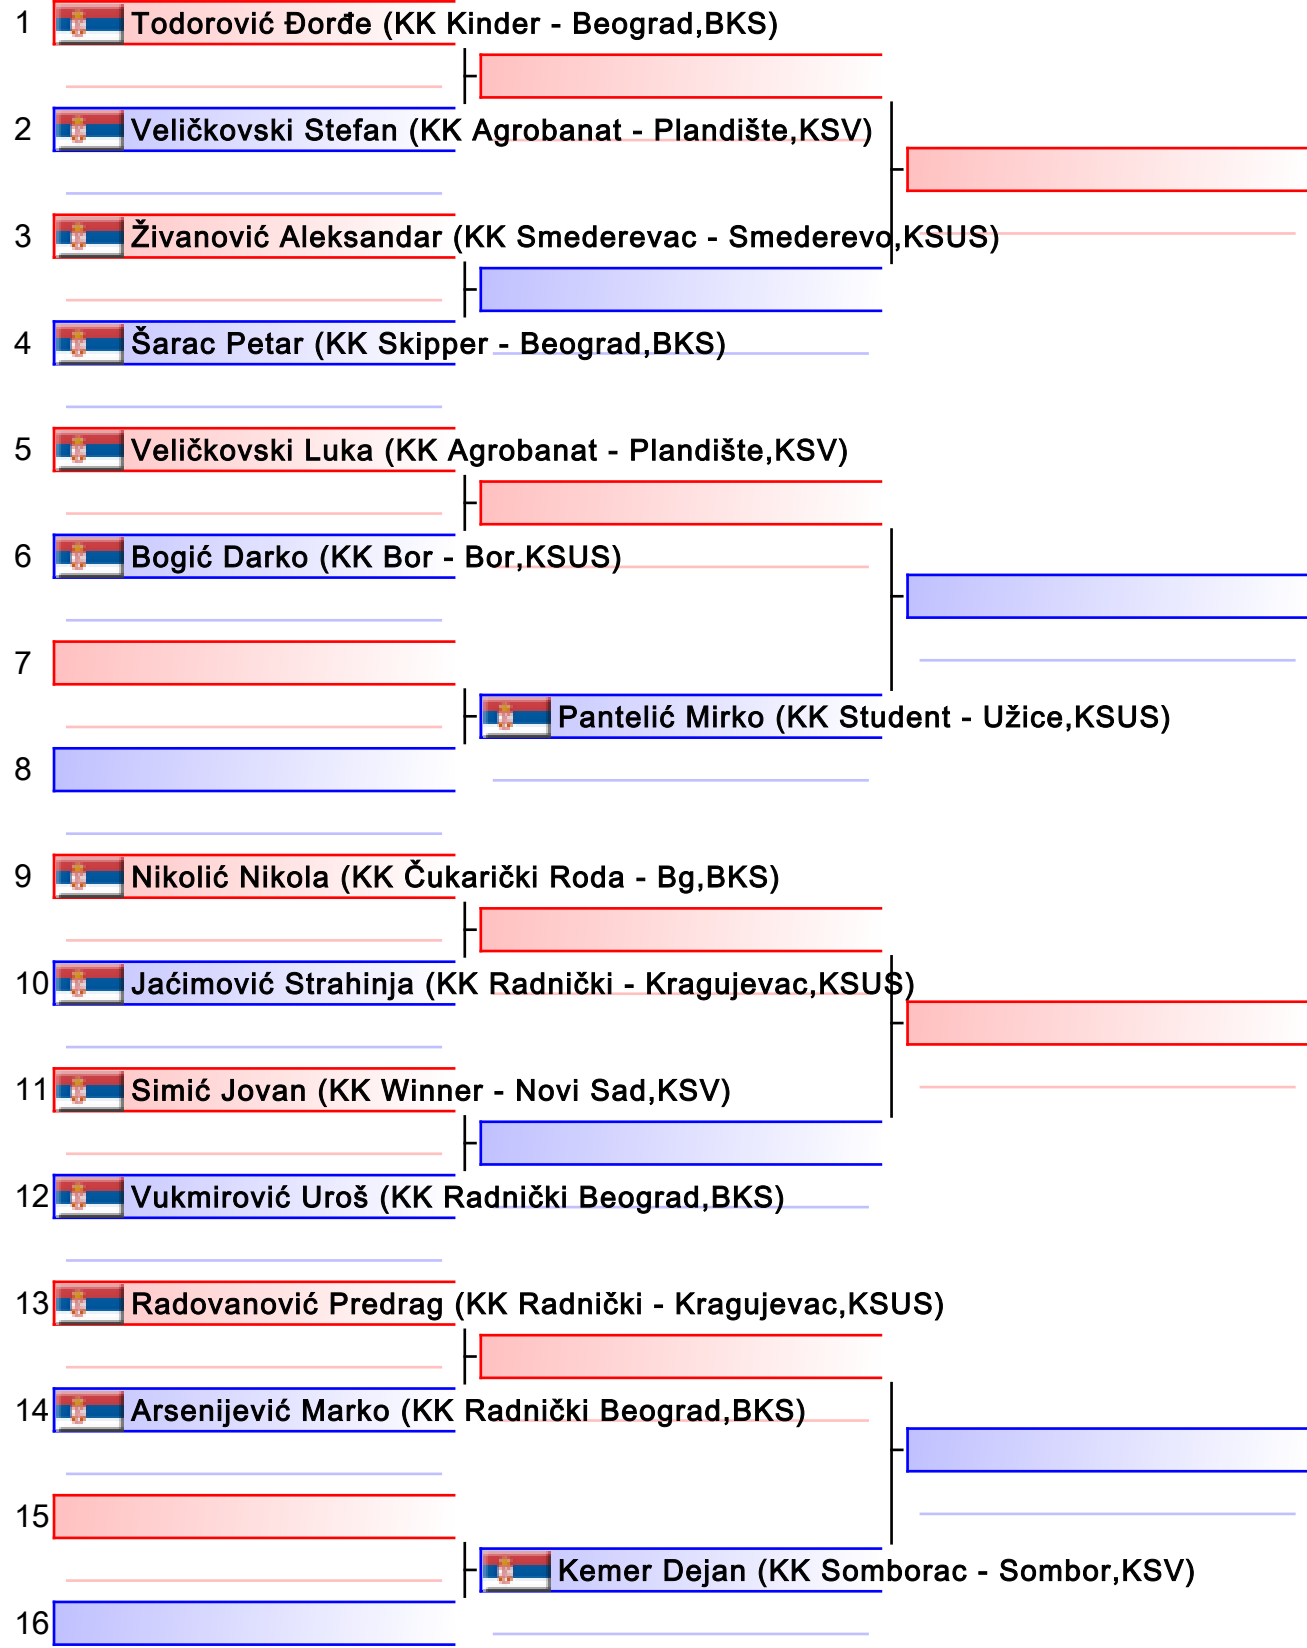 1 Todorović Đorđe (KK Kinder - Beograd,BKS)
2 Veličkovski Stefan (KK Agrobanat - Plandište,KSV)
3 Živanović Aleksandar (KK Smederevac - Smederevo,KSUS)
4 Šarac Petar (KK Skipper - Beograd,BKS)
5 Veličkovski Luka (KK Agrobanat - Plandište,KSV)
6 Bogić Darko (KK Bor - Bor,KSUS)
7
Pantelić Mirko (KK Student - Užice,KSUS)
8
9 Nikolić Nikola (KK Čukarički Roda - Bg,BKS)
10 Jaćimović Strahinja (KK Radnički - Kragujevac,KSUS)
11 Simić Jovan (KK Winner - Novi Sad,KSV)
12 Vukmirović Uroš (KK Radnički Beograd,BKS)
13 Radovanović Predrag (KK Radnički - Kragujevac,KSUS)
14 Arsenijević Marko (KK Radnički Beograd,BKS)
15
Kemer Dejan (KK Somborac - Sombor,KSV)
16